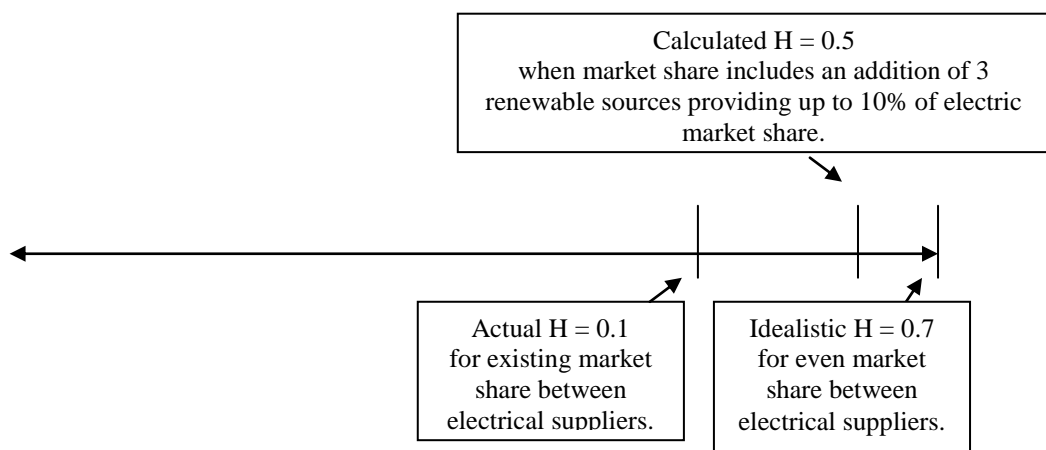 Calculated H = 0.5
when market share includes an addition of 3
renewable sources providing up to 10% of electric
market share.
Actual H = 0.1
for existing market
share between
electrical suppliers.
Idealistic H = 0.7
for even market
share between
electrical suppliers.